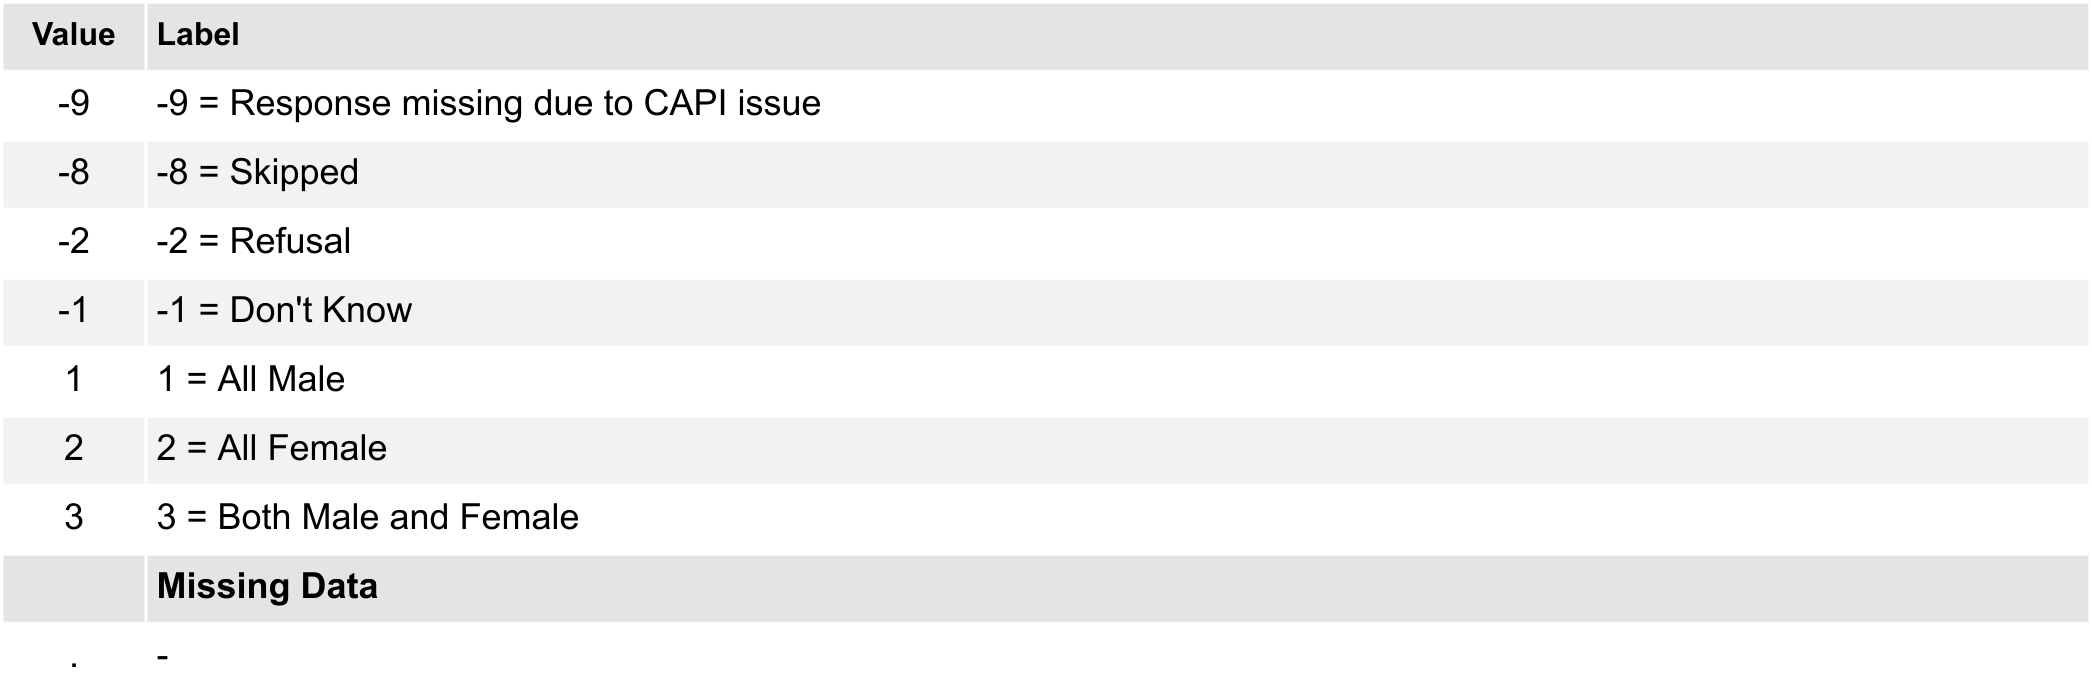 Value Label
-9 -9 = Response missing due to CAPI issue
-8 -8 = Skipped
-2 -2 = Refusal
-1 -1 = Don't Know
1 1 = All Male
2 2 = All Female
3 3 = Both Male and Female
Missing Data
. -